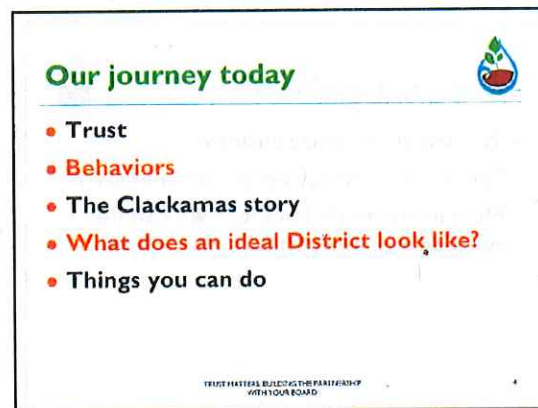 Our journey today
• Trust
• Behaviors
• The Clackamas story
• What does an ideal District look like?
• Things you can do
TRUST MATTERS: BUILDING THE PARTNERSHIP
WITH YOUR BOARD
4